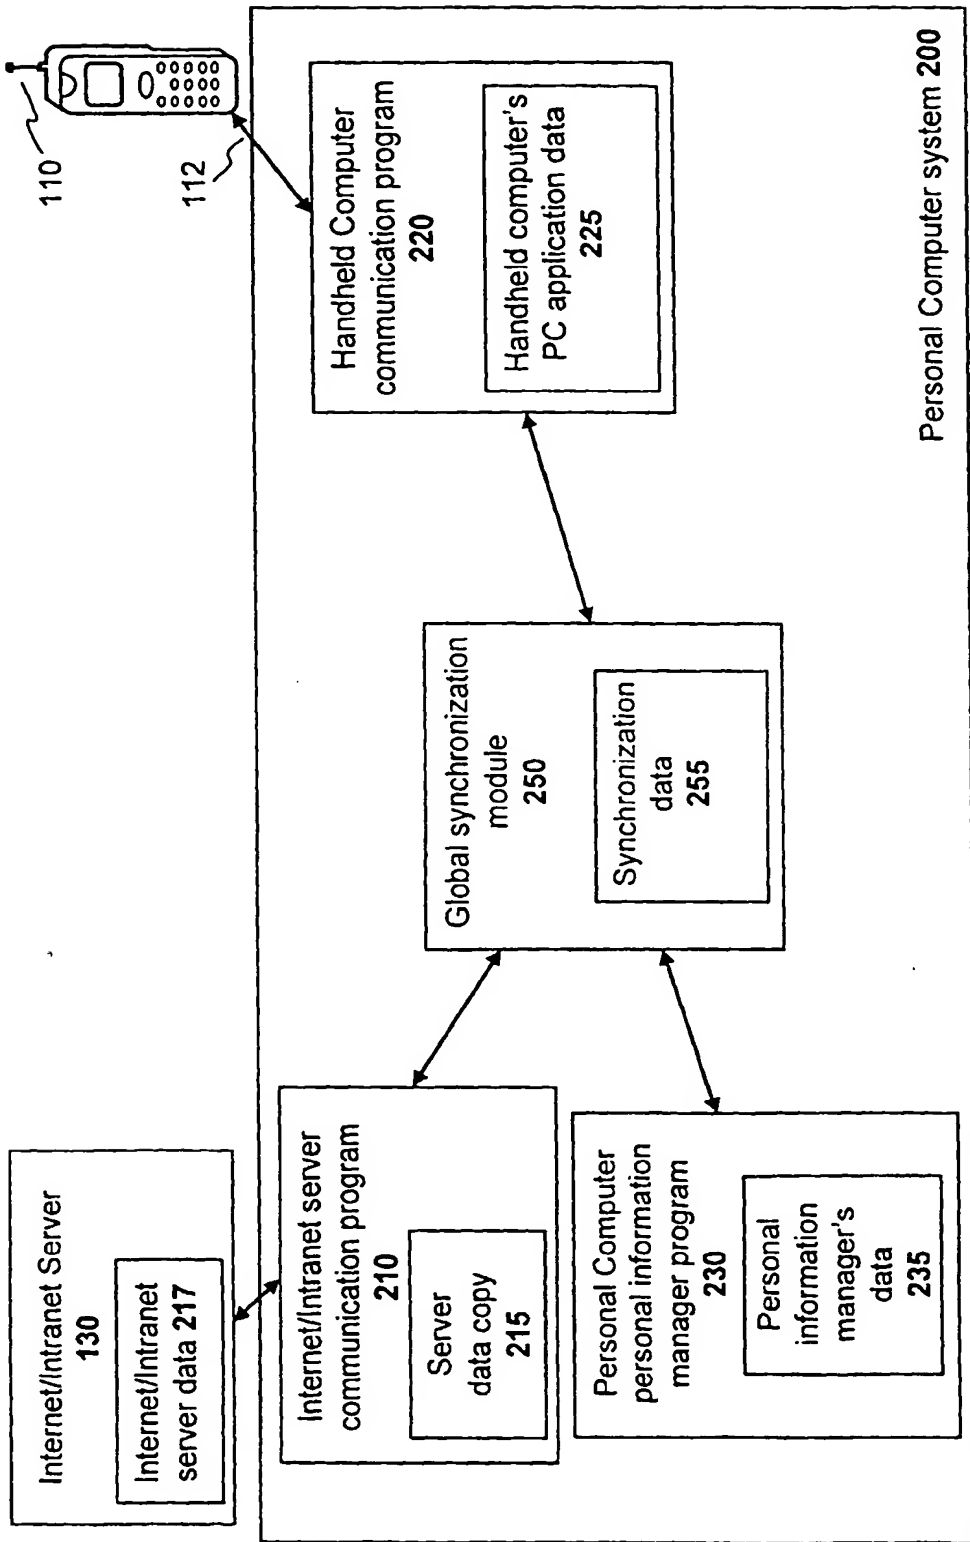 Internet/Intranet Server
130
Internet/Intranet
server data 217
110
112
Internet/Intranet server
communication program
210
Server
data copy
215
Personal Computer
personal information
manager program
230
Personal
information
manager's
data
235
Global synchronization
module
250
Synchronization
data
255
Handheld Computer
communication program
220
Handheld computer's
PC application data
225
Personal Computer system 200